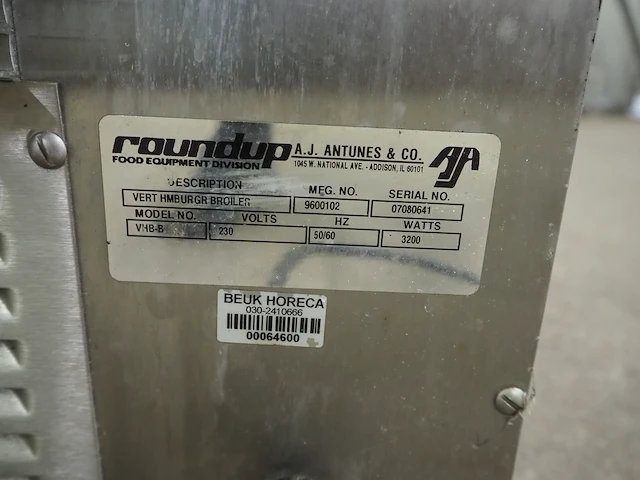 roundup A.J. ANTUNES & CO. AJA
FOOD EQUIPMENT DIVISION 1045 W. NATIONAL AVE. - ADDISON, IL 60101
DESCRIPTION MFG. NO. SERIAL NO.
VERT HMBURGR BROILER 9600102 07080641
MODEL NO. VOLTS HZ WATTS
VHB-B 230 50/60 3200
BEUK HORECA
030-2410666
00064600